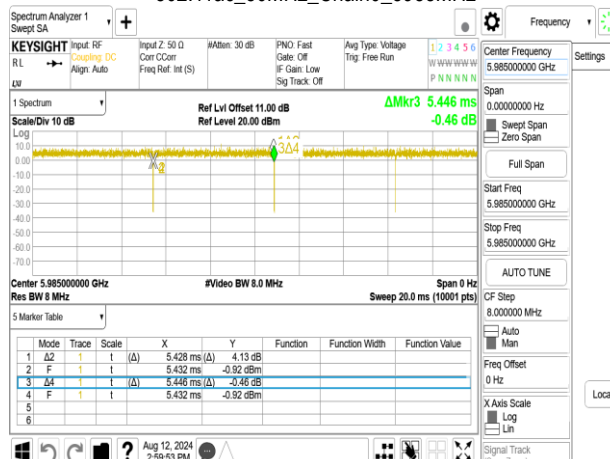 Spectrum Analyzer 1
Swept SA
+
Frequency
KEYSIGHT
RL
Input: RF
Coupling: DC
Align: Auto
Input Z: 50 Ω
Corr CCorr
Freq Ref: Int (S)
#Atten: 30 dB
PNO: Fast
Gate: Off
IF Gain: Low
Sig Track: Off
Avg Type: Voltage
Trig: Free Run
1 2 3 4 5 6
W W W W W W
P N N N N N
LXI
1 Spectrum
Scale/Div 10 dB
Ref Lvl Offset 11.00 dB
Ref Level 20.00 dBm
ΔMkr3 5.446 ms
-0.46 dB
Log
10.0
0.00
-10.0
-20.0
-30.0
-40.0
-50.0
-60.0
-70.0
3Δ4
Center 5.985000000 GHz
Res BW 8 MHz
#Video BW 8.0 MHz
Span 0 Hz
Sweep 20.0 ms (10001 pts)
5 Marker Table
Mode Trace Scale X Y Function Function Width Function Value
1 Δ2 1 t (Δ) 5.428 ms (Δ) 4.13 dB
2 F 1 t 5.432 ms -0.92 dBm
3 Δ4 1 t (Δ) 5.446 ms (Δ) -0.46 dB
4 F 1 t 5.432 ms -0.92 dBm
5
6
?
Aug 12, 2024
2:59:53 PM
Center Frequency
5.985000000 GHz
Settings
Span
0.00000000 Hz
Swept Span
Zero Span
Full Span
Start Freq
5.985000000 GHz
Stop Freq
5.985000000 GHz
AUTO TUNE
CF Step
8.000000 MHz
Auto
Man
Freq Offset
0 Hz
X Axis Scale
Log
Lin
Local
Signal Track